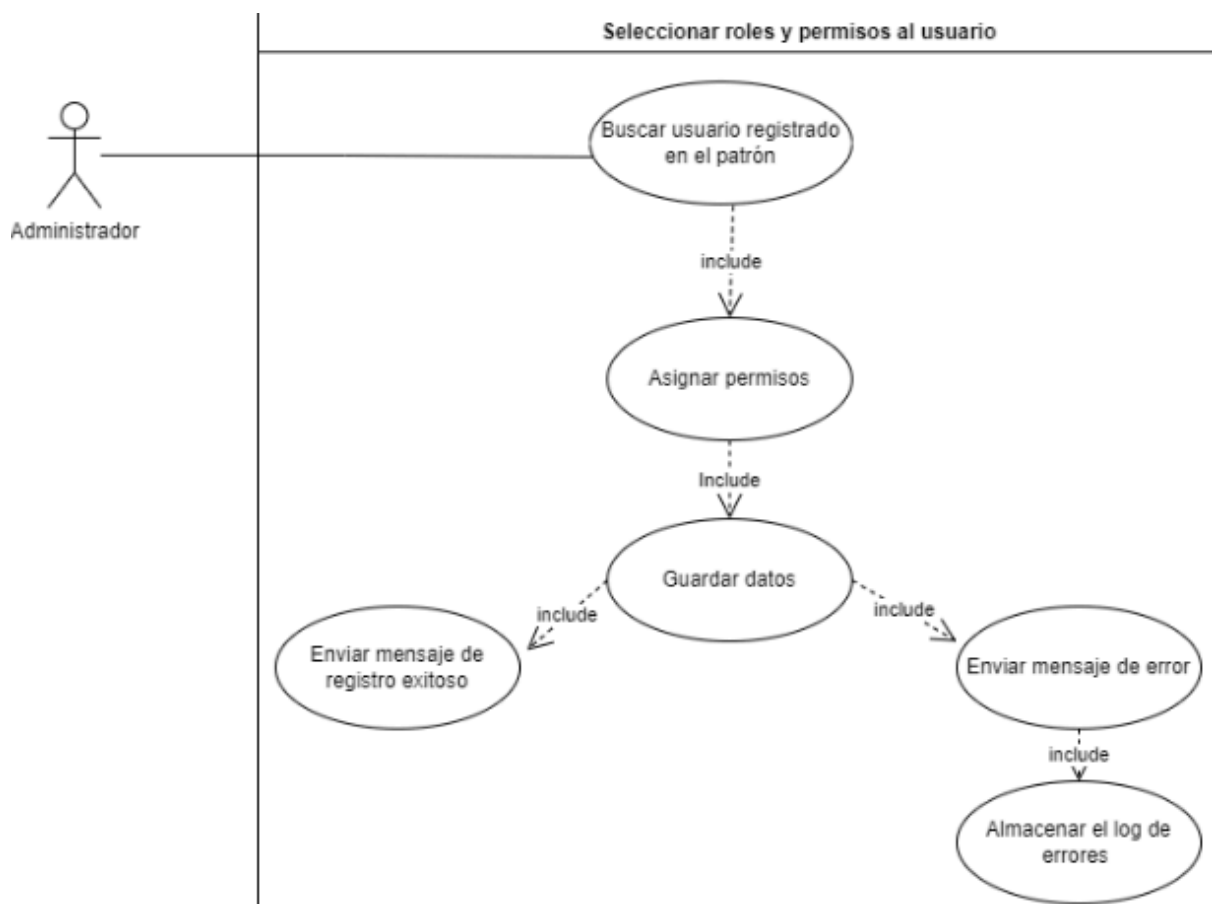 Seleccionar roles y permisos al usuario
Buscar usuario registrado
en el patrón
Administrador
include
Asignar permisos
Include
Guardar datos
include
include
Enviar mensaje de
registro exitoso
Enviar mensaje de error
include
Almacenar el log de
errores